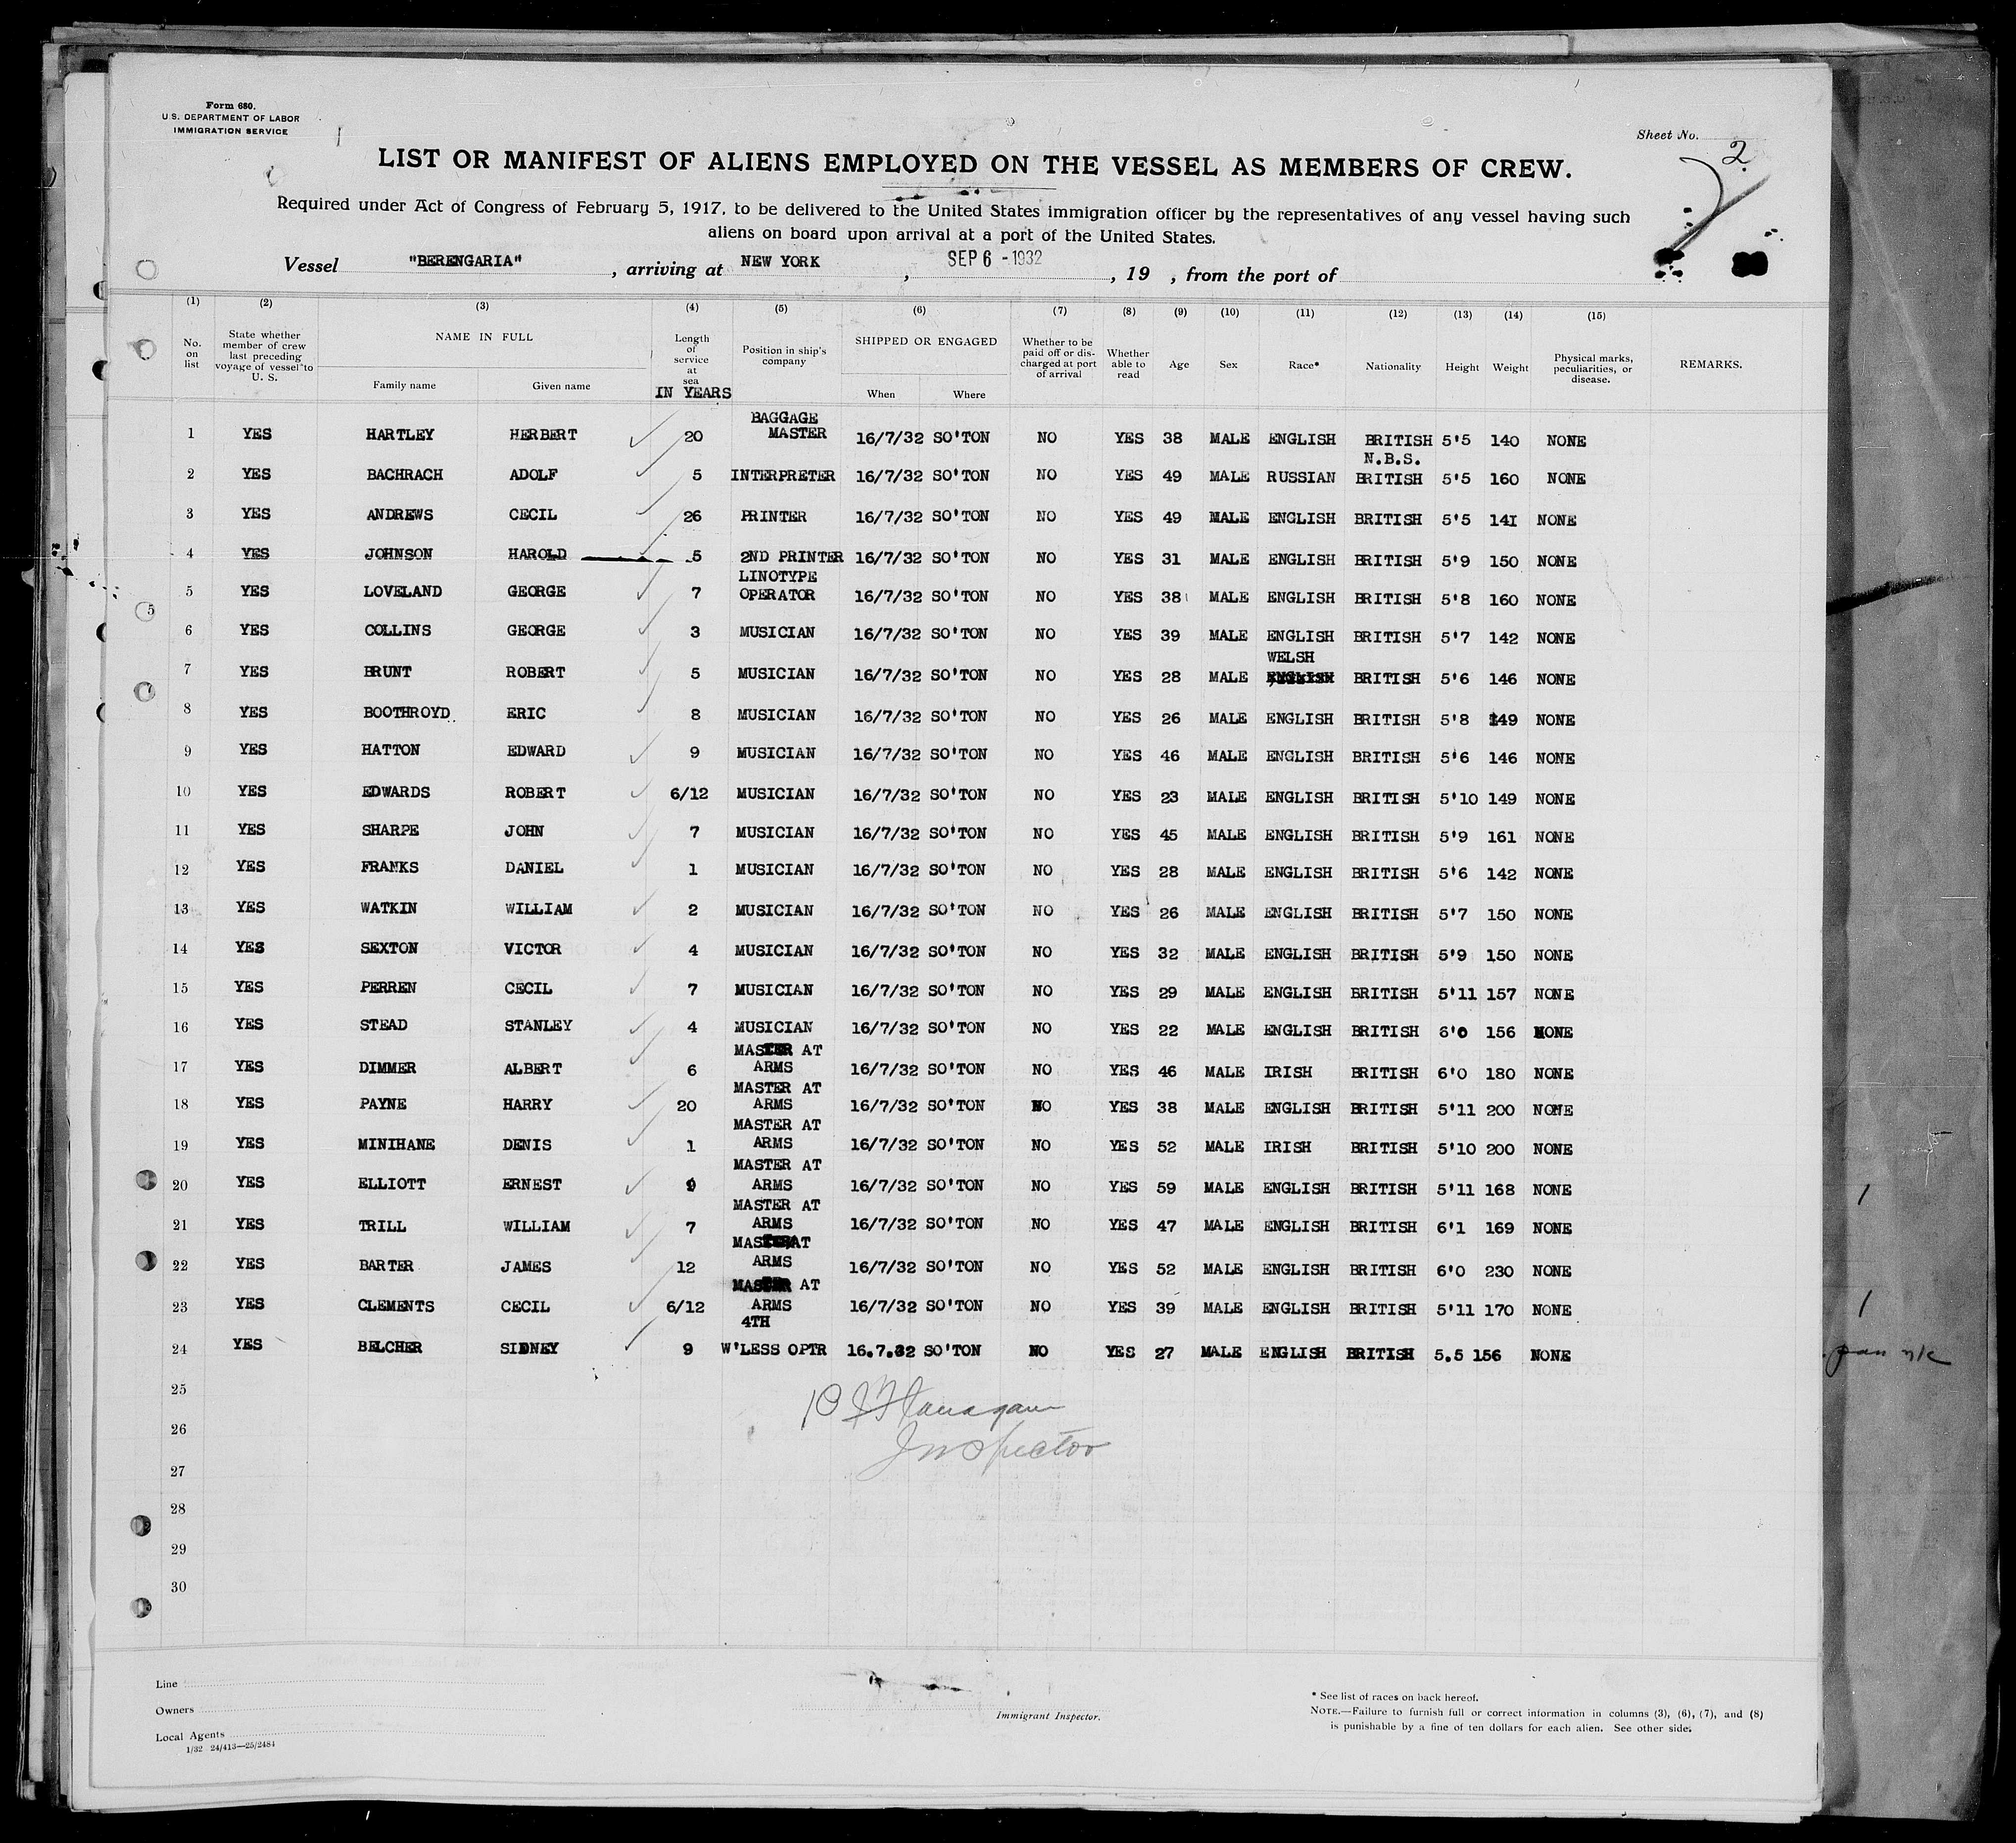 Form 680.
U.S. DEPARTMENT OF LABOR
IMMIGRATION SERVICE
Sheet No. 2.
LIST OR MANIFEST OF ALIENS EMPLOYED ON THE VESSEL AS MEMBERS OF CREW.
Required under Act of Congress of February 5, 1917, to be delivered to the United States immigration officer by the representatives of any vessel having such
aliens on board upon arrival at a port of the United States.
Vessel "BERENGARIA", arriving at NEW YORK, SEP 6 - 1932, 19 , from the port of
(1) (2) (3) (4) (5) (6) (7) (8) (9) (10) (11) (12) (13) (14) (15)
No. on list State whether member of crew last preceding voyage of vessel to U. S. NAME IN FULL Family name Given name Length of service at sea IN YEARS Position in ship's company SHIPPED OR ENGAGED When Where Whether to be paid off or discharged at port of arrival Whether able to read Age Sex Race* Nationality Height Weight Physical marks, peculiarities, or disease. REMARKS.
1 YES HARTLEY HERBERT 20 BAGGAGE MASTER 16/7/32 SO'TON NO YES 38 MALE ENGLISH BRITISH 5'5 140 NONE
2 YES BACHRACH ADOLF 5 INTERPRETER 16/7/32 SO'TON NO YES 49 MALE RUSSIAN N.B.S. BRITISH 5'5 160 NONE
3 YES ANDREWS CECIL 26 PRINTER 16/7/32 SO'TON NO YES 49 MALE ENGLISH BRITISH 5'5 141 NONE
4 YES JOHNSON HAROLD 5 2ND PRINTER 16/7/32 SO'TON NO YES 31 MALE ENGLISH BRITISH 5'9 150 NONE
5 YES LOVELAND GEORGE 7 LINOTYPE OPERATOR 16/7/32 SO'TON NO YES 38 MALE ENGLISH BRITISH 5'8 160 NONE
6 YES COLLINS GEORGE 3 MUSICIAN 16/7/32 SO'TON NO YES 39 MALE ENGLISH BRITISH 5'7 142 NONE
7 YES BRUNT ROBERT 5 MUSICIAN 16/7/32 SO'TON NO YES 28 MALE WELSH ENGLISH BRITISH 5'6 146 NONE
8 YES BOOTHROYD ERIC 8 MUSICIAN 16/7/32 SO'TON NO YES 26 MALE ENGLISH BRITISH 5'8 149 NONE
9 YES HATTON EDWARD 9 MUSICIAN 16/7/32 SO'TON NO YES 46 MALE ENGLISH BRITISH 5'6 146 NONE
10 YES EDWARDS ROBERT 6/12 MUSICIAN 16/7/32 SO'TON NO YES 23 MALE ENGLISH BRITISH 5'10 149 NONE
11 YES SHARPE JOHN 7 MUSICIAN 16/7/32 SO'TON NO YES 45 MALE ENGLISH BRITISH 5'9 161 NONE
12 YES FRANKS DANIEL 1 MUSICIAN 16/7/32 SO'TON NO YES 28 MALE ENGLISH BRITISH 5'6 142 NONE
13 YES WATKIN WILLIAM 2 MUSICIAN 16/7/32 SO'TON NO YES 26 MALE ENGLISH BRITISH 5'7 150 NONE
14 YES SEXTON VICTOR 4 MUSICIAN 16/7/32 SO'TON NO YES 32 MALE ENGLISH BRITISH 5'9 150 NONE
15 YES PERREN CECIL 7 MUSICIAN 16/7/32 SO'TON NO YES 29 MALE ENGLISH BRITISH 5'11 157 NONE
16 YES STEAD STANLEY 4 MUSICIAN 16/7/32 SO'TON NO YES 22 MALE ENGLISH BRITISH 6'0 156 NONE
17 YES DIMMER ALBERT 6 MASTER AT ARMS 16/7/32 SO'TON NO YES 46 MALE IRISH BRITISH 6'0 180 NONE
18 YES PAYNE HARRY 20 MASTER AT ARMS 16/7/32 SO'TON NO YES 38 MALE ENGLISH BRITISH 5'11 200 NONE
19 YES MINIHANE DENIS 1 MASTER AT ARMS 16/7/32 SO'TON NO YES 52 MALE IRISH BRITISH 5'10 200 NONE
20 YES ELLIOTT ERNEST 9 MASTER AT ARMS 16/7/32 SO'TON NO YES 59 MALE ENGLISH BRITISH 5'11 168 NONE
21 YES TRILL WILLIAM 7 MASTER AT ARMS 16/7/32 SO'TON NO YES 47 MALE ENGLISH BRITISH 6'1 169 NONE
22 YES BARTER JAMES 12 MASTER AT ARMS 16/7/32 SO'TON NO YES 52 MALE ENGLISH BRITISH 6'0 230 NONE
23 YES CLEMENTS CECIL 6/12 MASTER AT ARMS 16/7/32 SO'TON NO YES 39 MALE ENGLISH BRITISH 5'11 170 NONE
24 YES BELCHER SIDNEY 9 4TH W'LESS OPTR 16.7.32 SO'TON NO YES 27 MALE ENGLISH BRITISH 5.5 156 NONE
25
Flanagan
26
Inspector
27
28
29
30
Line
Owners
Local Agents
1/32 24/413—25/2484
Immigrant Inspector.
* See list of races on back hereof.
NOTE.—Failure to furnish full or correct information in columns (3), (6), (7), and (8)
is punishable by a fine of ten dollars for each alien. See other side.